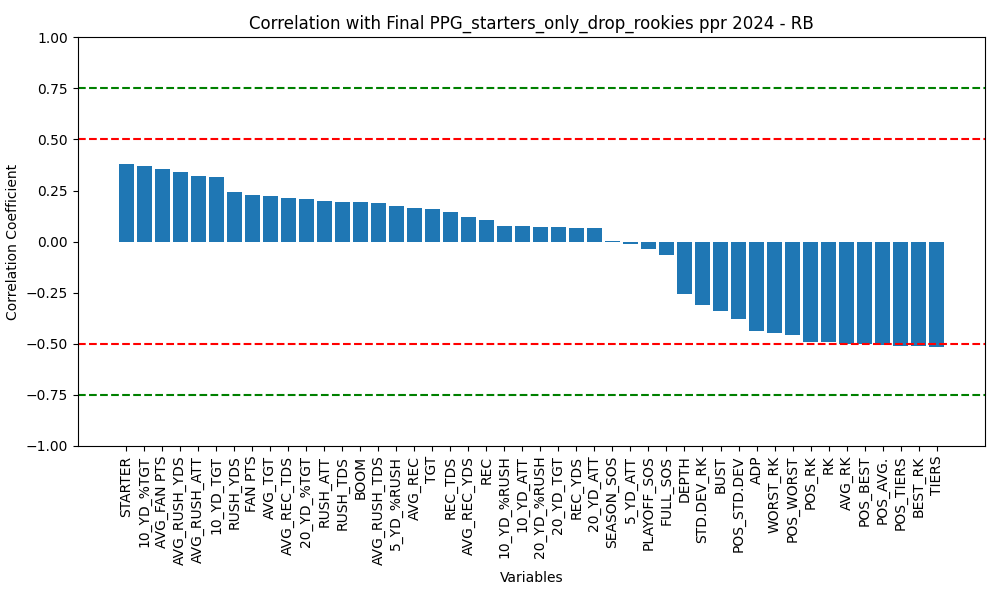 Correlation with Final PPG_starters_only_drop_rookies ppr 2024 - RB
Correlation Coefficient
1.00
0.75
0.50
0.25
0.00
−0.25
−0.50
−0.75
−1.00
STARTER
10_YD_%TGT
AVG_FAN PTS
AVG_RUSH_YDS
AVG_RUSH_ATT
10_YD_TGT
RUSH_YDS
FAN PTS
AVG_TGT
AVG_REC_TDS
20_YD_%TGT
RUSH_ATT
RUSH_TDS
BOOM
AVG_RUSH_TDS
5_YD_%RUSH
AVG_REC
TGT
REC_TDS
AVG_REC_YDS
REC
10_YD_%RUSH
10_YD_ATT
20_YD_%RUSH
20_YD_TGT
REC_YDS
20_YD_ATT
SEASON_SOS
5_YD_ATT
PLAYOFF_SOS
FULL_SOS
DEPTH
STD.DEV_RK
BUST
POS_STD.DEV
ADP
WORST_RK
POS_WORST
POS_RK
RK
AVG_RK
POS_BEST
POS_AVG.
POS_TIERS
BEST_RK
TIERS
Variables